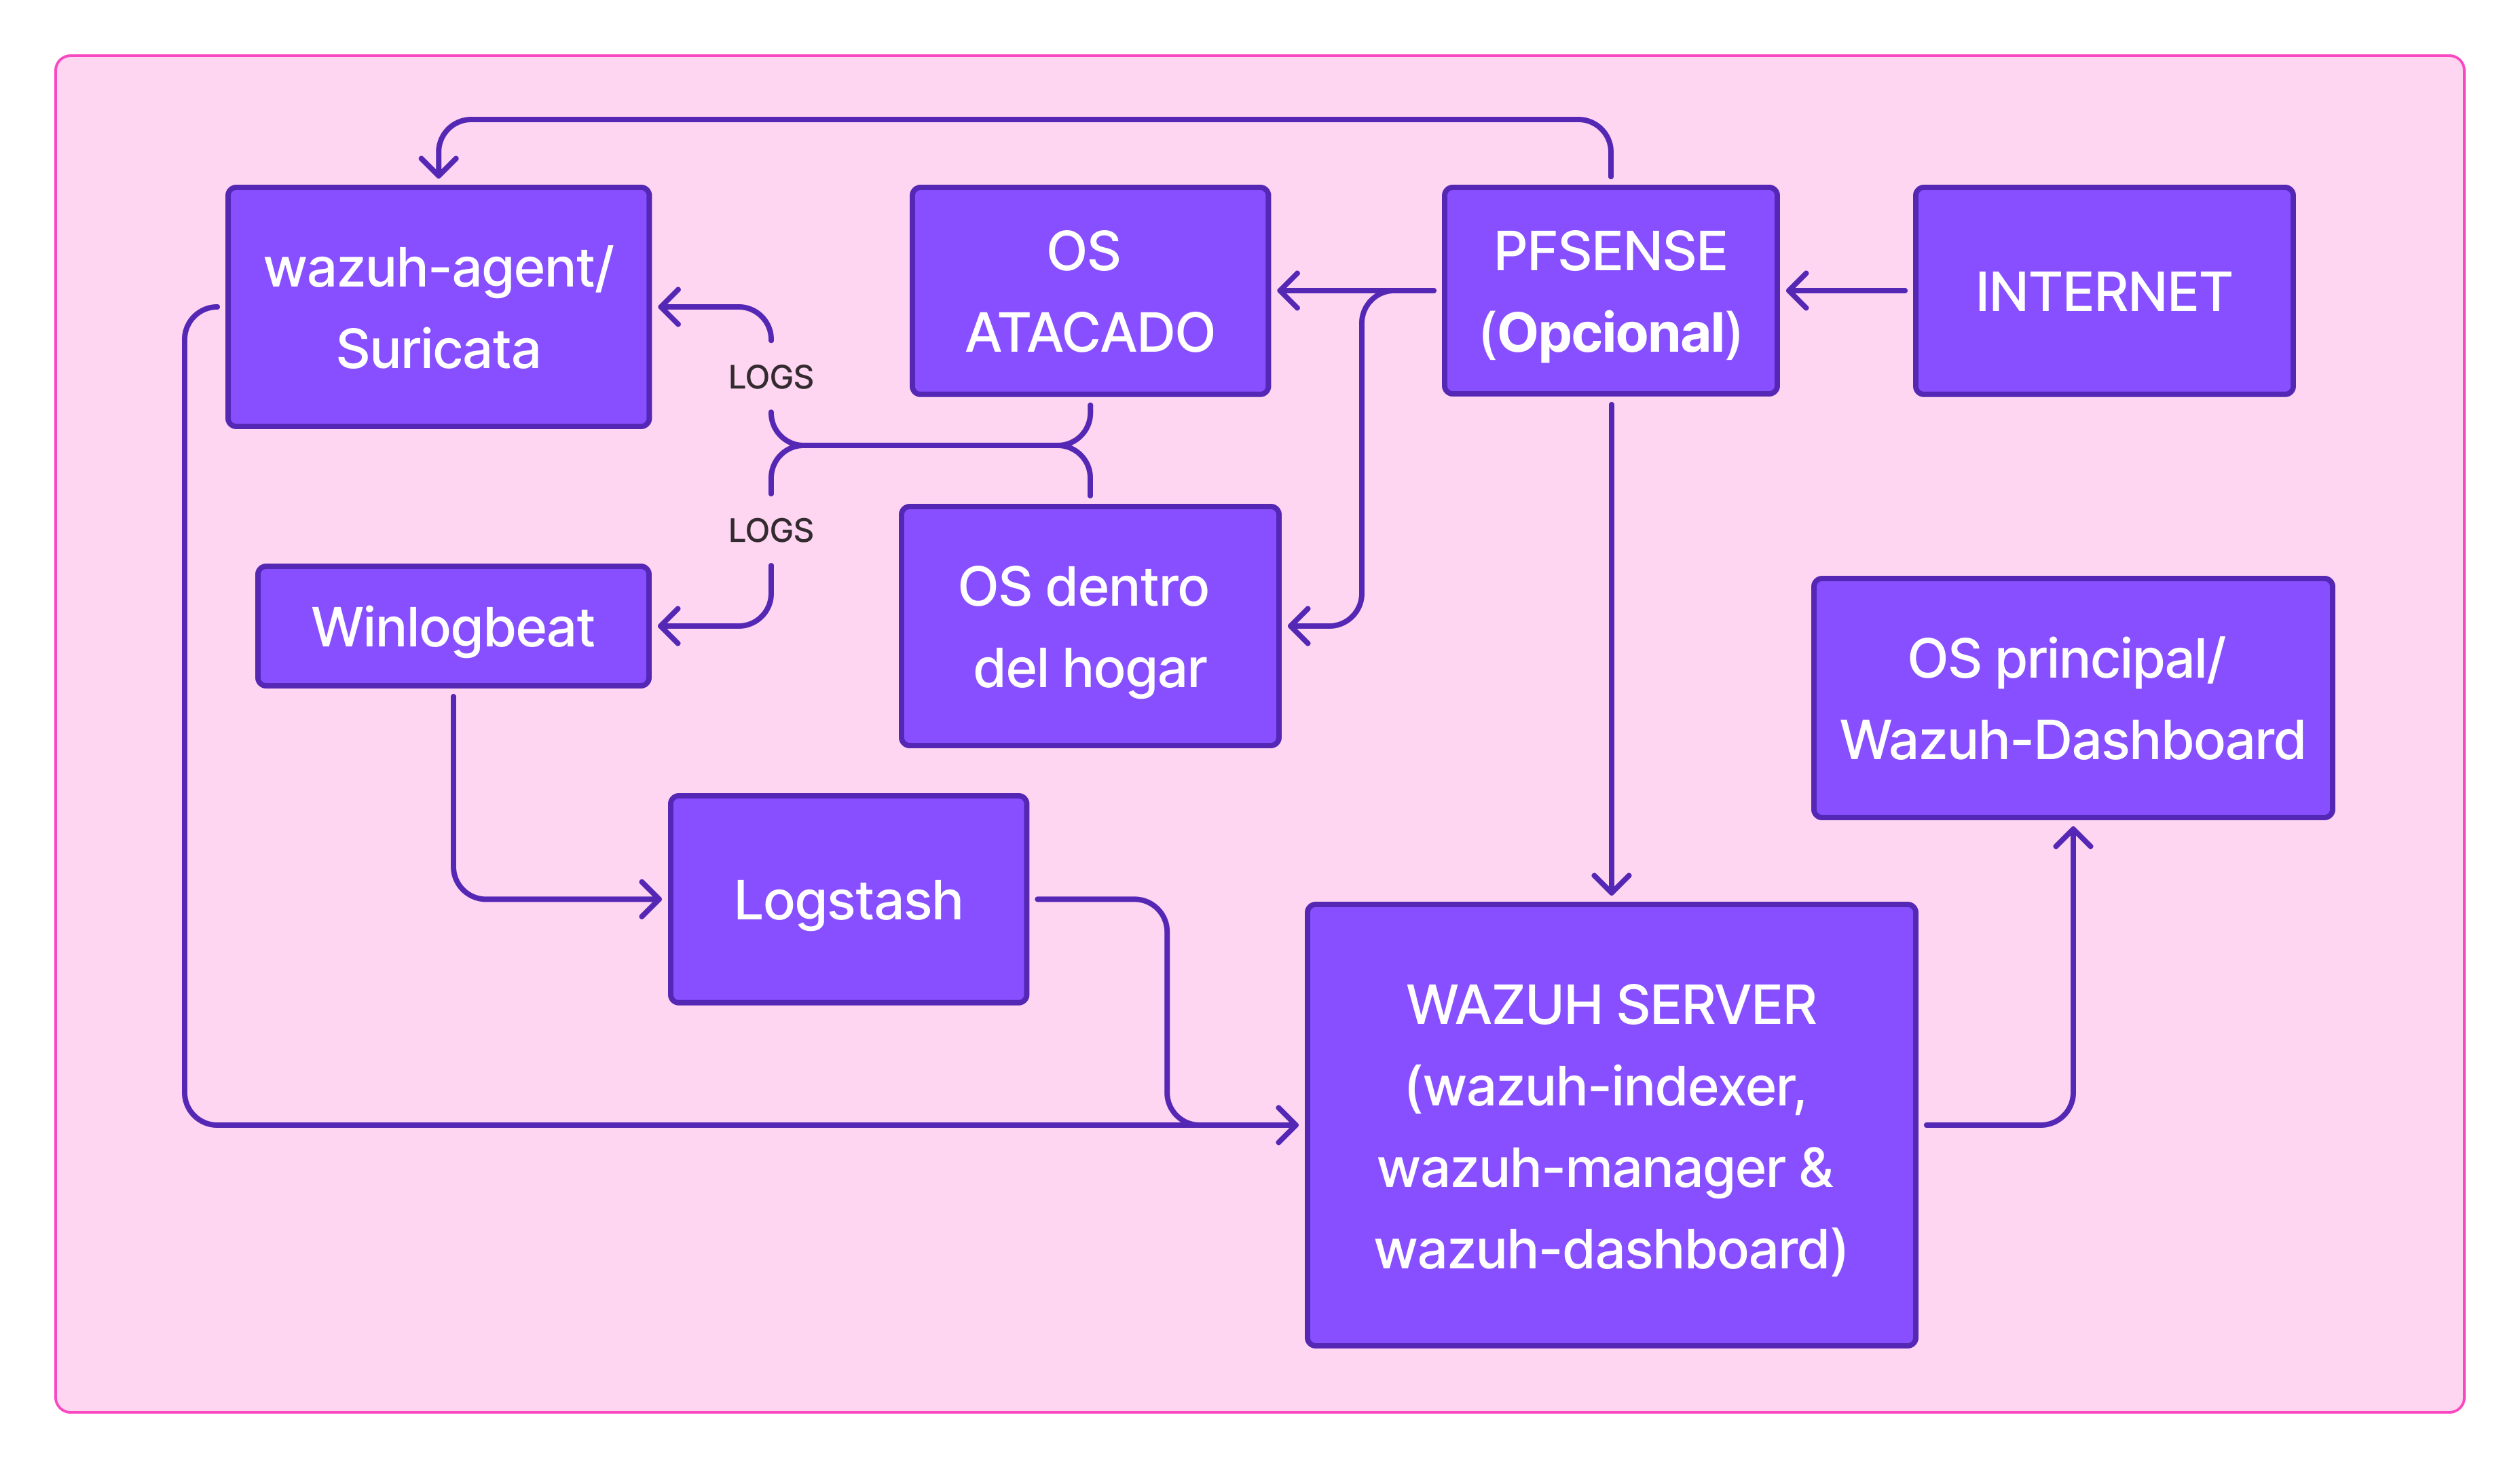 wazuh-agent/
Suricata
OS
ATACADO
PFSENSE
(Opcional)
INTERNET
LOGS
LOGS
Winlogbeat
OS dentro
del hogar
OS principal/
Wazuh-Dashboard
Logstash
WAZUH SERVER
(wazuh-indexer,
wazuh-manager &
wazuh-dashboard)